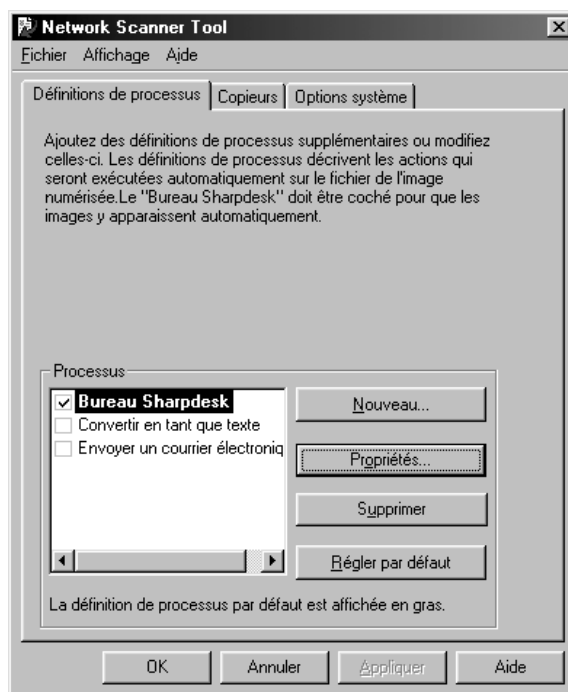 Network Scanner Tool
Fichier Affichage Aide
Définitions de processus Copieurs Options système
Ajoutez des définitions de processus supplémentaires ou modifiez
celles-ci. Les définitions de processus décrivent les actions qui
seront exécutées automatiquement sur le fichier de l'image
numérisée.Le "Bureau Sharpdesk" doit être coché pour que les
images y apparaissent automatiquement.
Processus
Bureau Sharpdesk
Convertir en tant que texte
Envoyer un courrier électroniq
Nouveau...
Propriétés...
Supprimer
Régler par défaut
La définition de processus par défaut est affichée en gras.
OK Annuler Appliquer Aide